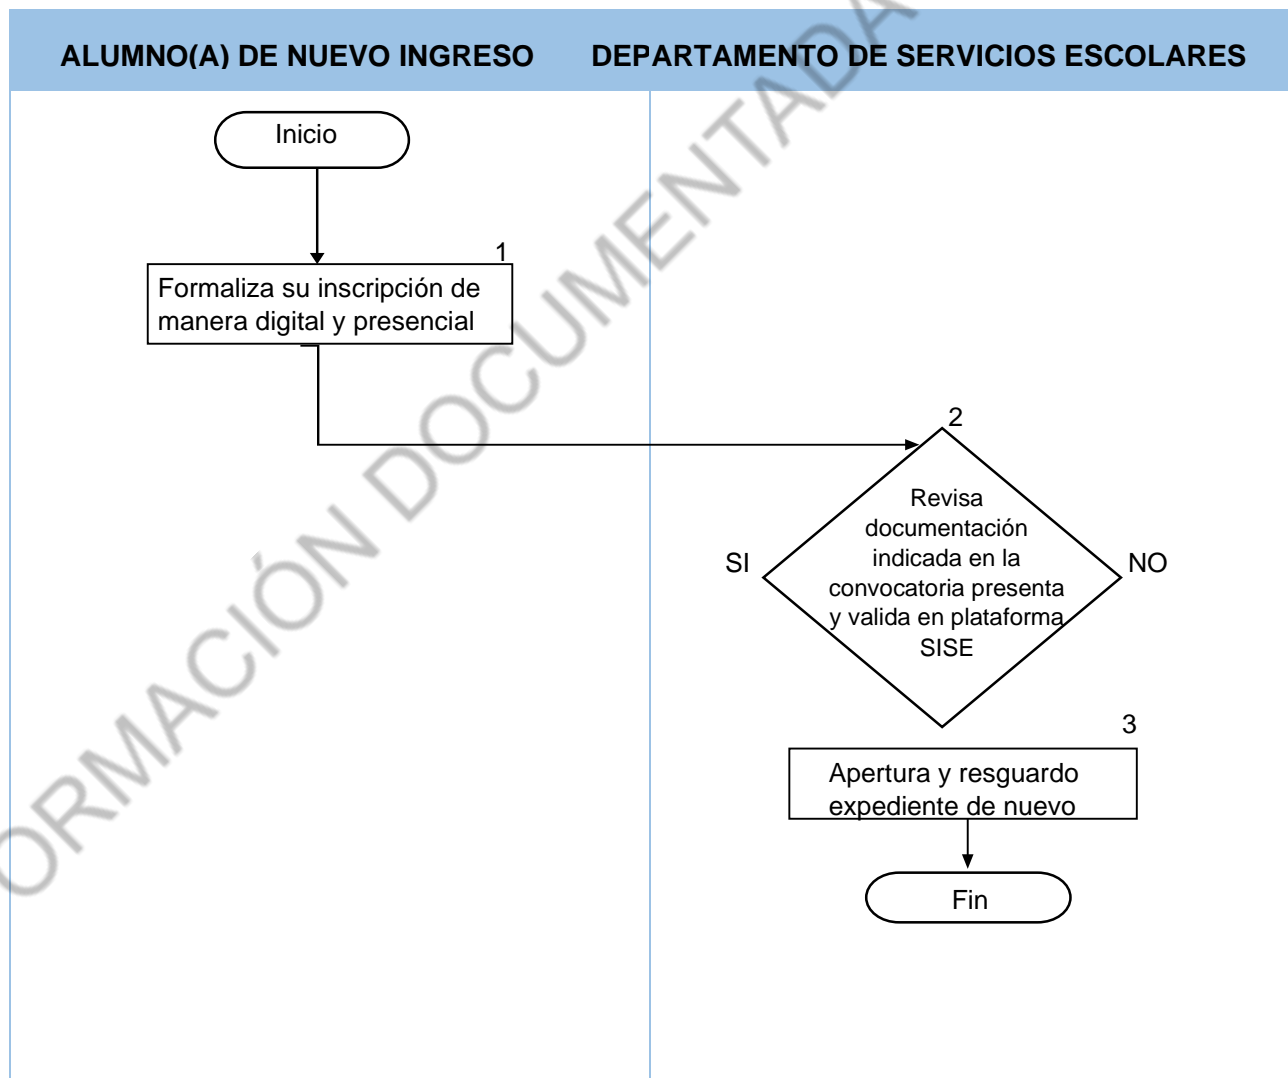 ALUMNO(A) DE NUEVO INGRESO
DEPARTAMENTO DE SERVICIOS ESCOLARES
Inicio
1
Formaliza su inscripción de
manera digital y presencial
2
Revisa
documentación
indicada en la
convocatoria presenta
y valida en plataforma
SISE
SI
NO
3
Apertura y resguardo
expediente de nuevo
Fin
ORMACIÓN DOCUMENTADA